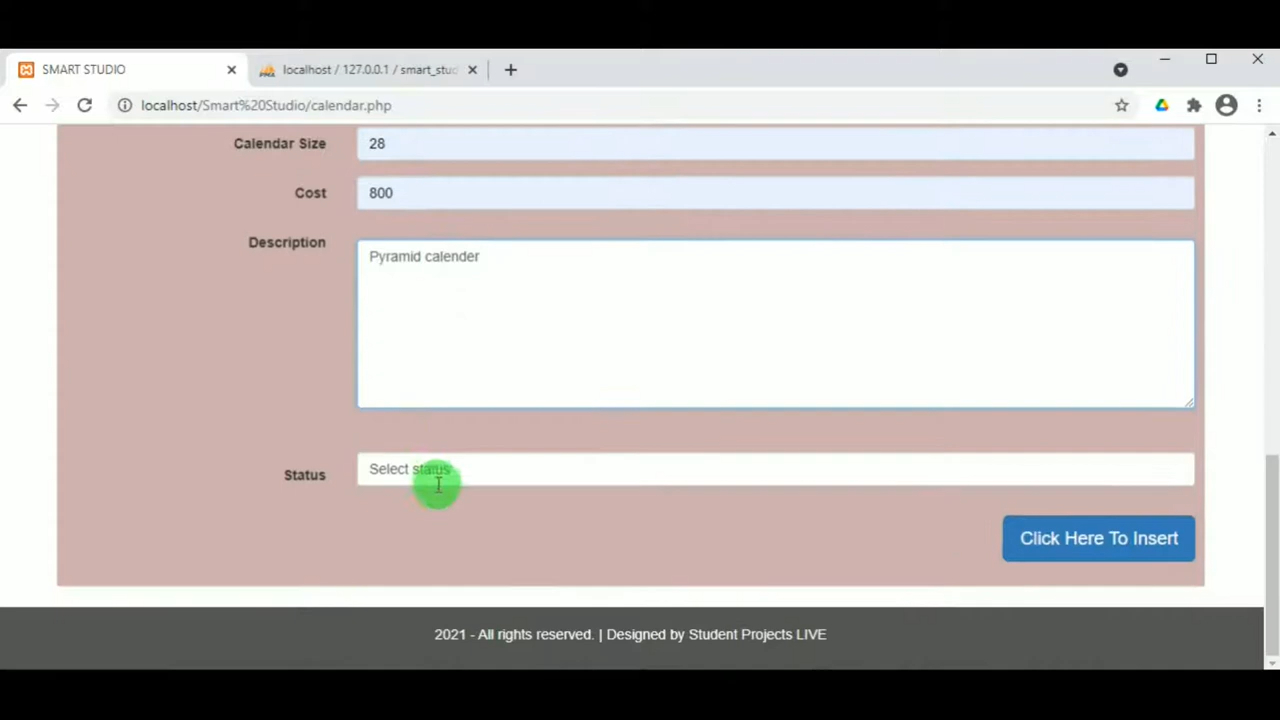 SMART STUDIO
localhost / 127.0.0.1 / smart_stu
localhost/Smart%20Studio/calendar.php
Calendar Size
28
Cost
800
Description
Pyramid calender
Status
Select status
Click Here To Insert
2021 - All rights reserved. | Designed by Student Projects LIVE